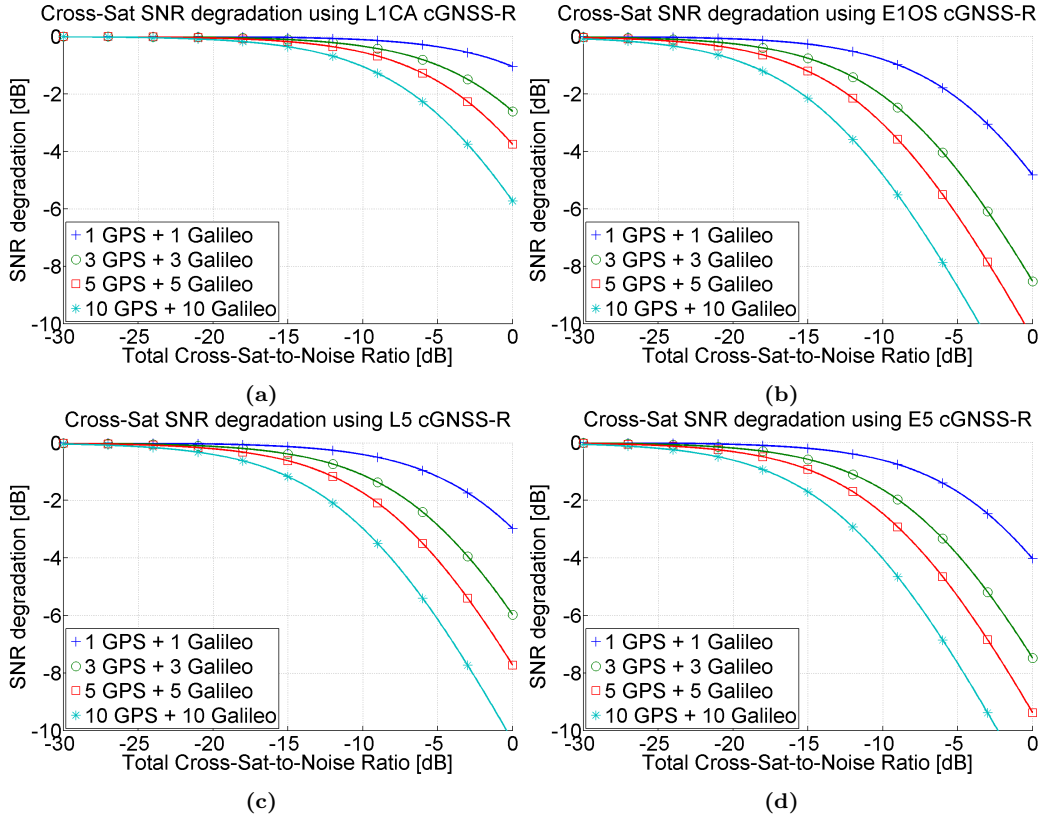 Cross-Sat SNR degradation using L1CA cGNSS-R
SNR degradation [dB]
0
-2
-4
-6
-8
-10
1 GPS + 1 Galileo
3 GPS + 3 Galileo
5 GPS + 5 Galileo
10 GPS + 10 Galileo
-30 -25 -20 -15 -10 -5 0
Total Cross-Sat-to-Noise Ratio [dB]
(a)
Cross-Sat SNR degradation using E1OS cGNSS-R
SNR degradation [dB]
0
-2
-4
-6
-8
-10
1 GPS + 1 Galileo
3 GPS + 3 Galileo
5 GPS + 5 Galileo
10 GPS + 10 Galileo
-30 -25 -20 -15 -10 -5 0
Total Cross-Sat-to-Noise Ratio [dB]
(b)
Cross-Sat SNR degradation using L5 cGNSS-R
SNR degradation [dB]
0
-2
-4
-6
-8
-10
1 GPS + 1 Galileo
3 GPS + 3 Galileo
5 GPS + 5 Galileo
10 GPS + 10 Galileo
-30 -25 -20 -15 -10 -5 0
Total Cross-Sat-to-Noise Ratio [dB]
(c)
Cross-Sat SNR degradation using E5 cGNSS-R
SNR degradation [dB]
0
-2
-4
-6
-8
-10
1 GPS + 1 Galileo
3 GPS + 3 Galileo
5 GPS + 5 Galileo
10 GPS + 10 Galileo
-30 -25 -20 -15 -10 -5 0
Total Cross-Sat-to-Noise Ratio [dB]
(d)